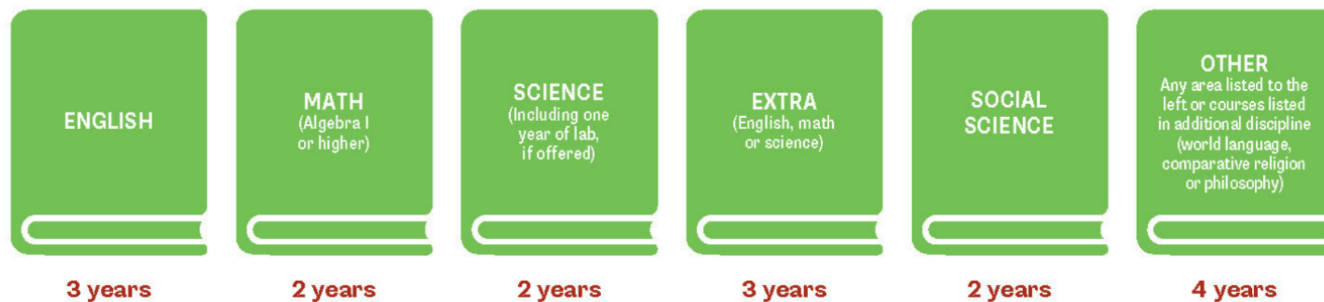 ENGLISH
3 years
MATH
(Algebra I
or higher)
2 years
SCIENCE
(Including one
year of lab,
if offered)
2 years
EXTRA
(English, math
or science)
3 years
SOCIAL
SCIENCE
2 years
OTHER
Any area listed to the
left or courses listed
in additional discipline
(world language,
comparative religion
or philosophy)
4 years